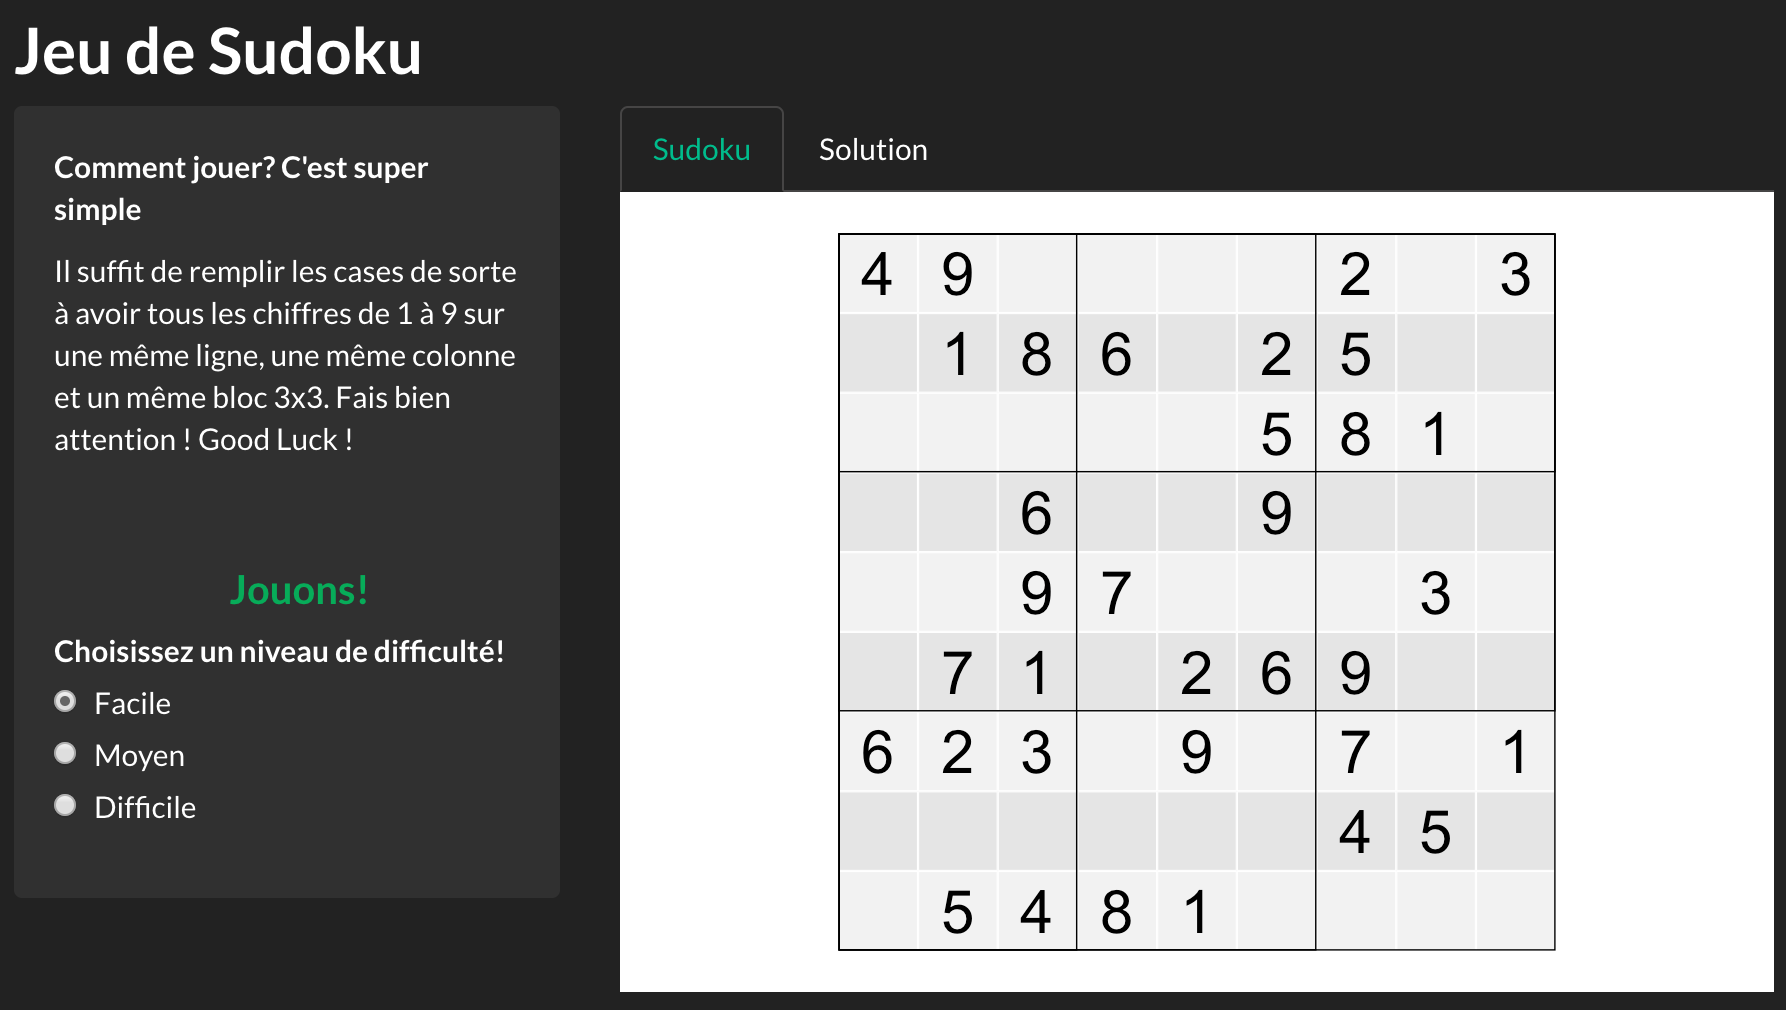 Jeu de Sudoku
Comment jouer? C'est super
simple
Il suffit de remplir les cases de sorte
à avoir tous les chiffres de 1 à 9 sur
une même ligne, une même colonne
et un même bloc 3x3. Fais bien
attention ! Good Luck !
Jouons!
Choisissez un niveau de difficulté!
Facile
Moyen
Difficile
Sudoku Solution
4 9 2 3
1 8 6 2 5
5 8 1
6 9
9 7 3
7 1 2 6 9
6 2 3 9 7 1
4 5
5 4 8 1